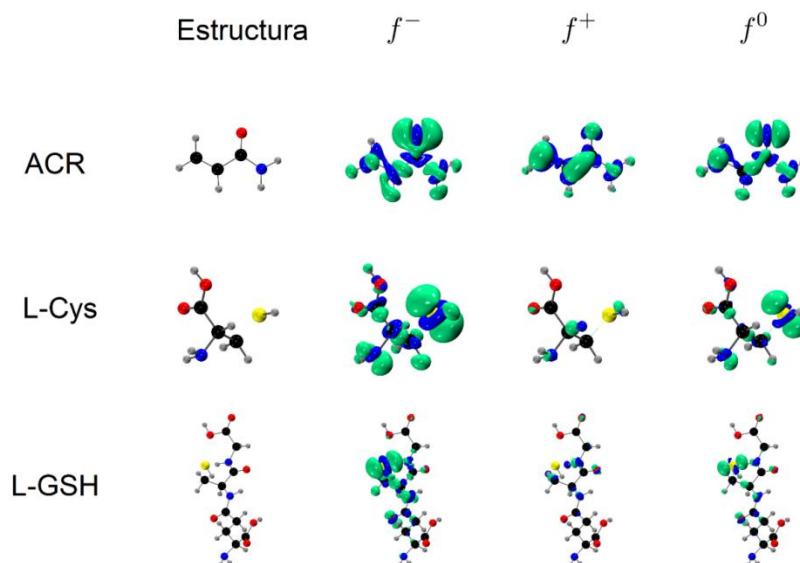 Estructura f⁻ f⁺ f⁰
ACR
L-Cys
L-GSH